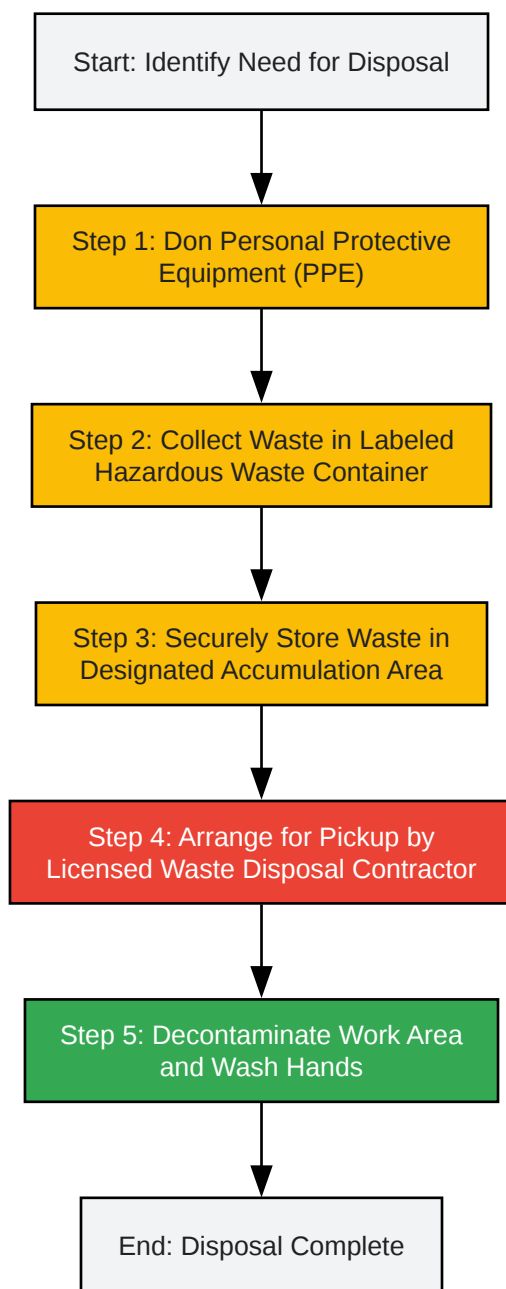 Start: Identify Need for Disposal
Step 1: Don Personal Protective
Equipment (PPE)
Step 2: Collect Waste in Labeled
Hazardous Waste Container
Step 3: Securely Store Waste in
Designated Accumulation Area
Step 4: Arrange for Pickup by
Licensed Waste Disposal Contractor
Step 5: Decontaminate Work Area
and Wash Hands
End: Disposal Complete